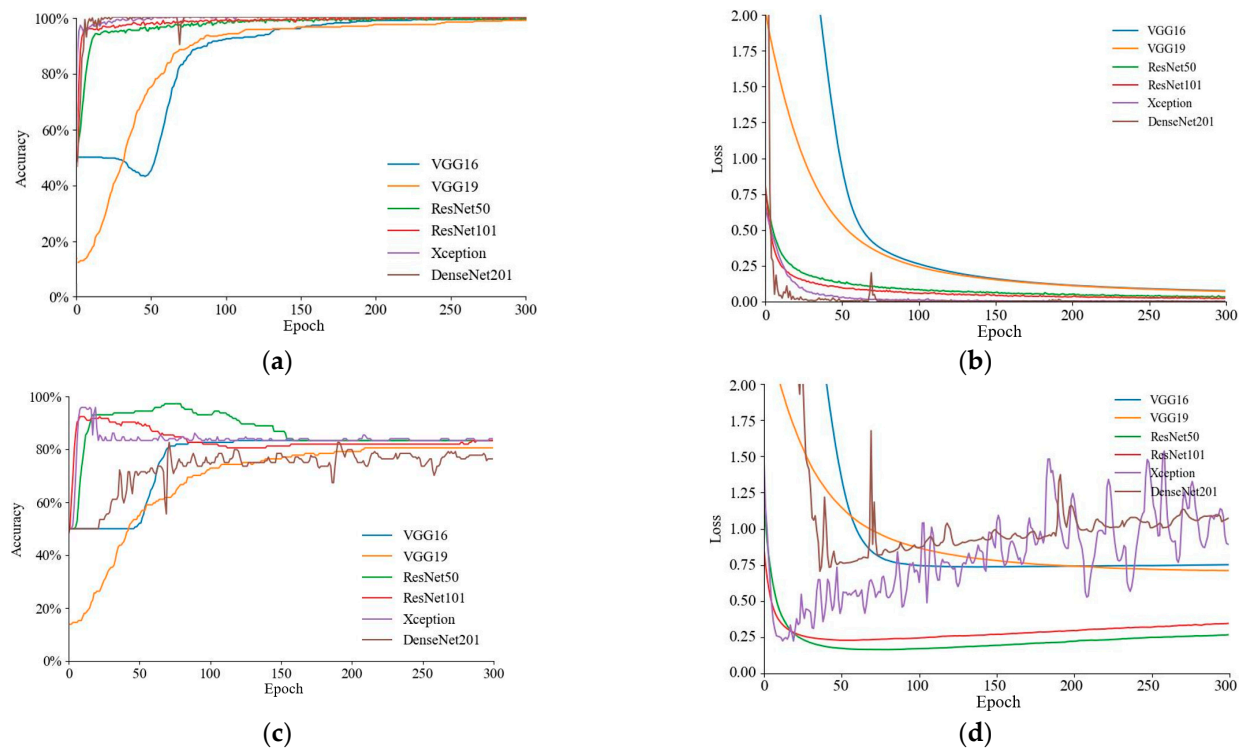 100%
80%
60%
40%
20%
0%
Accuracy
0 50 100 150 200 250 300
Epoch
VGG16
VGG19
ResNet50
ResNet101
Xception
DenseNet201
(a)
2.00
1.75
1.50
1.25
1.00
0.75
0.50
0.25
0.00
Loss
0 50 100 150 200 250 300
Epoch
VGG16
VGG19
ResNet50
ResNet101
Xception
DenseNet201
(b)
100%
80%
60%
40%
20%
0%
Accuracy
0 50 100 150 200 250 300
Epoch
VGG16
VGG19
ResNet50
ResNet101
Xception
DenseNet201
(c)
2.00
1.75
1.50
1.25
1.00
0.75
0.50
0.25
0.00
Loss
0 50 100 150 200 250 300
Epoch
VGG16
VGG19
ResNet50
ResNet101
Xception
DenseNet201
(d)